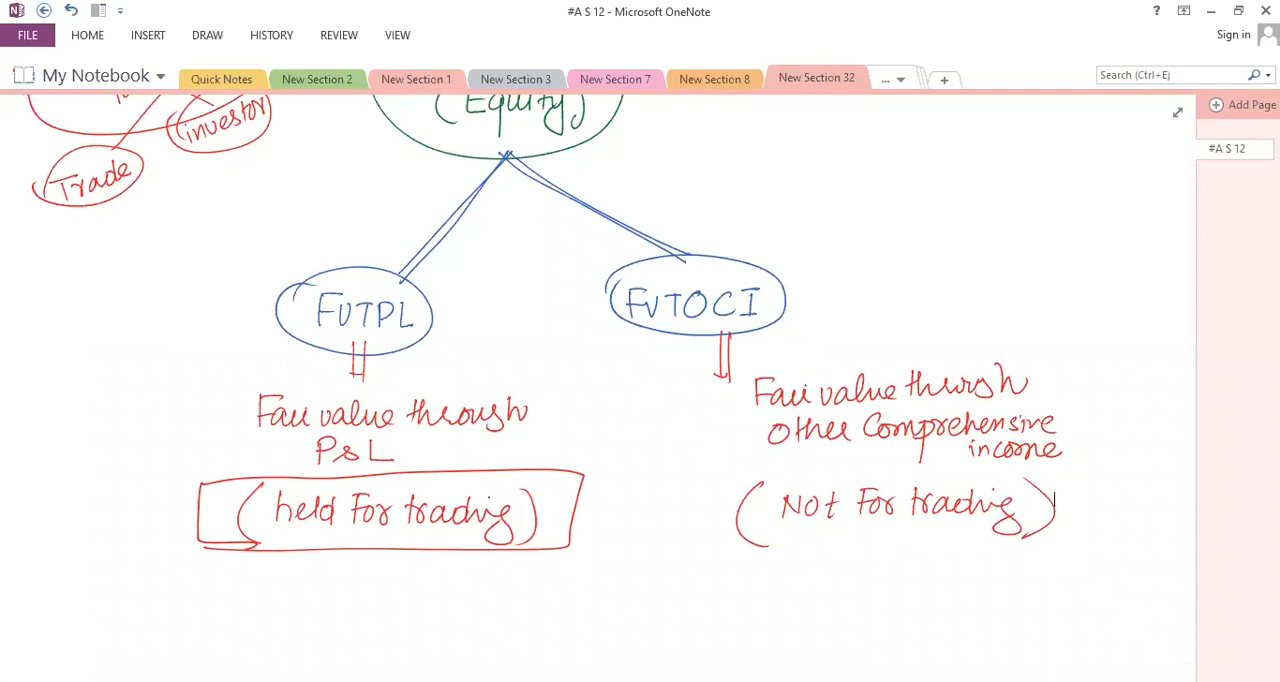 #A S 12 - Microsoft OneNote
?
FILE HOME INSERT DRAW HISTORY REVIEW VIEW
Sign in
My Notebook
Quick Notes New Section 2 New Section 1 New Section 3 New Section 7 New Section 8 New Section 32 ...
Search (Ctrl+E)
Add Page
#A S 12
(Equity)
(investor
(Trade
FVTPL
(FVTOCI
Fair value through
P & L
(held For trading)
Fair value through
Other Comprehensive
income
(Not For trading)